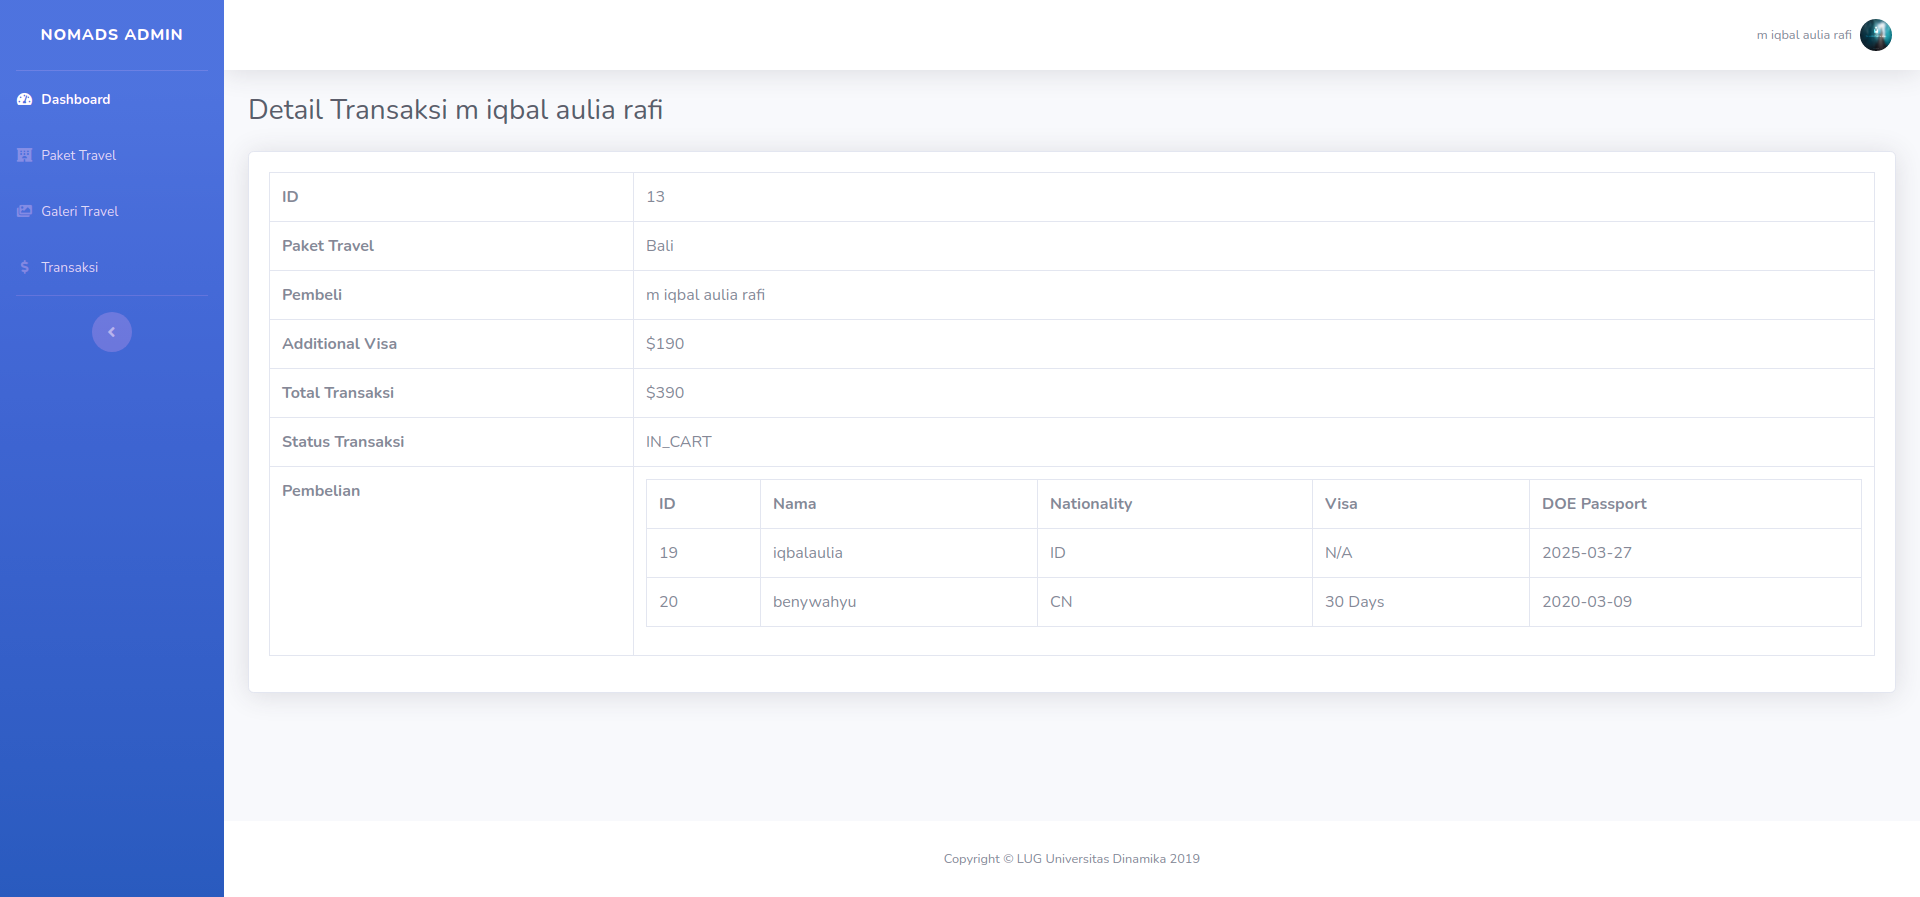 NOMADS ADMIN
m iqbal aulia rafi
Dashboard
Paket Travel
Galeri Travel
Transaksi
Detail Transaksi m iqbal aulia rafi
ID 13
Paket Travel Bali
Pembeli m iqbal aulia rafi
Additional Visa $190
Total Transaksi $390
Status Transaksi IN_CART
Pembelian
ID Nama Nationality Visa DOE Passport
19 iqbalaulia ID N/A 2025-03-27
20 benywahyu CN 30 Days 2020-03-09
Copyright © LUG Universitas Dinamika 2019